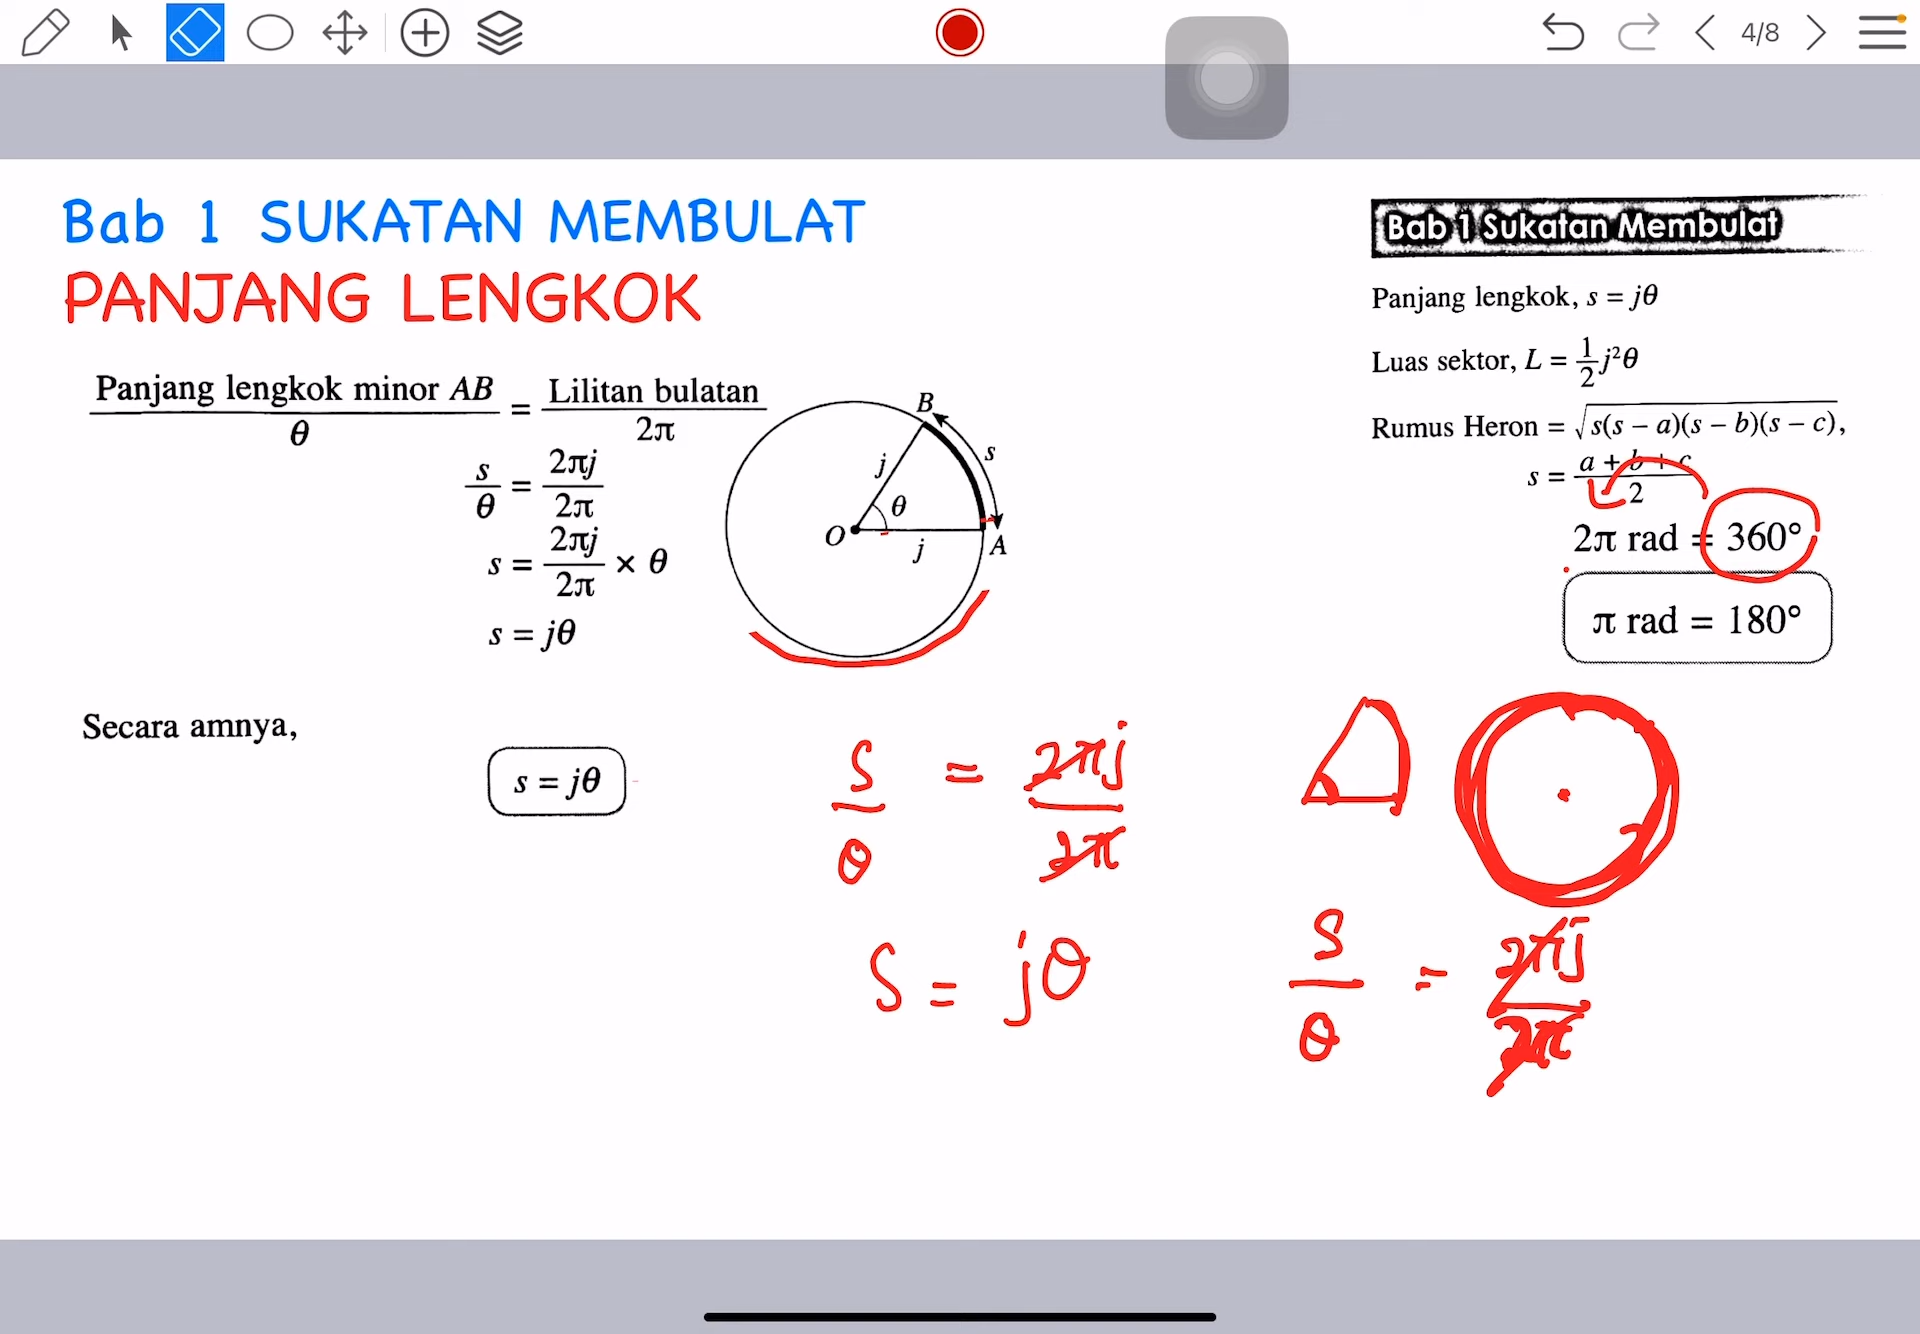 4/8
Bab 1 SUKATAN MEMBULAT
PANJANG LENGKOK
Panjang lengkok minor AB / θ = Lilitan bulatan / 2π
s/θ = 2πj/2π
s = 2πj/2π × θ
s = jθ
Secara amnya,
s = jθ
B
s
j
θ
O
j
A
s/θ = 2πj/2π
s = jθ
Bab 1 Sukatan Membulat
Panjang lengkok, s = jθ
Luas sektor, L = 1/2 j²θ
Rumus Heron = √s(s – a)(s – b)(s – c),
s = a + b + c / 2
2π rad = 360°
π rad = 180°
s/θ = 2πj/2π